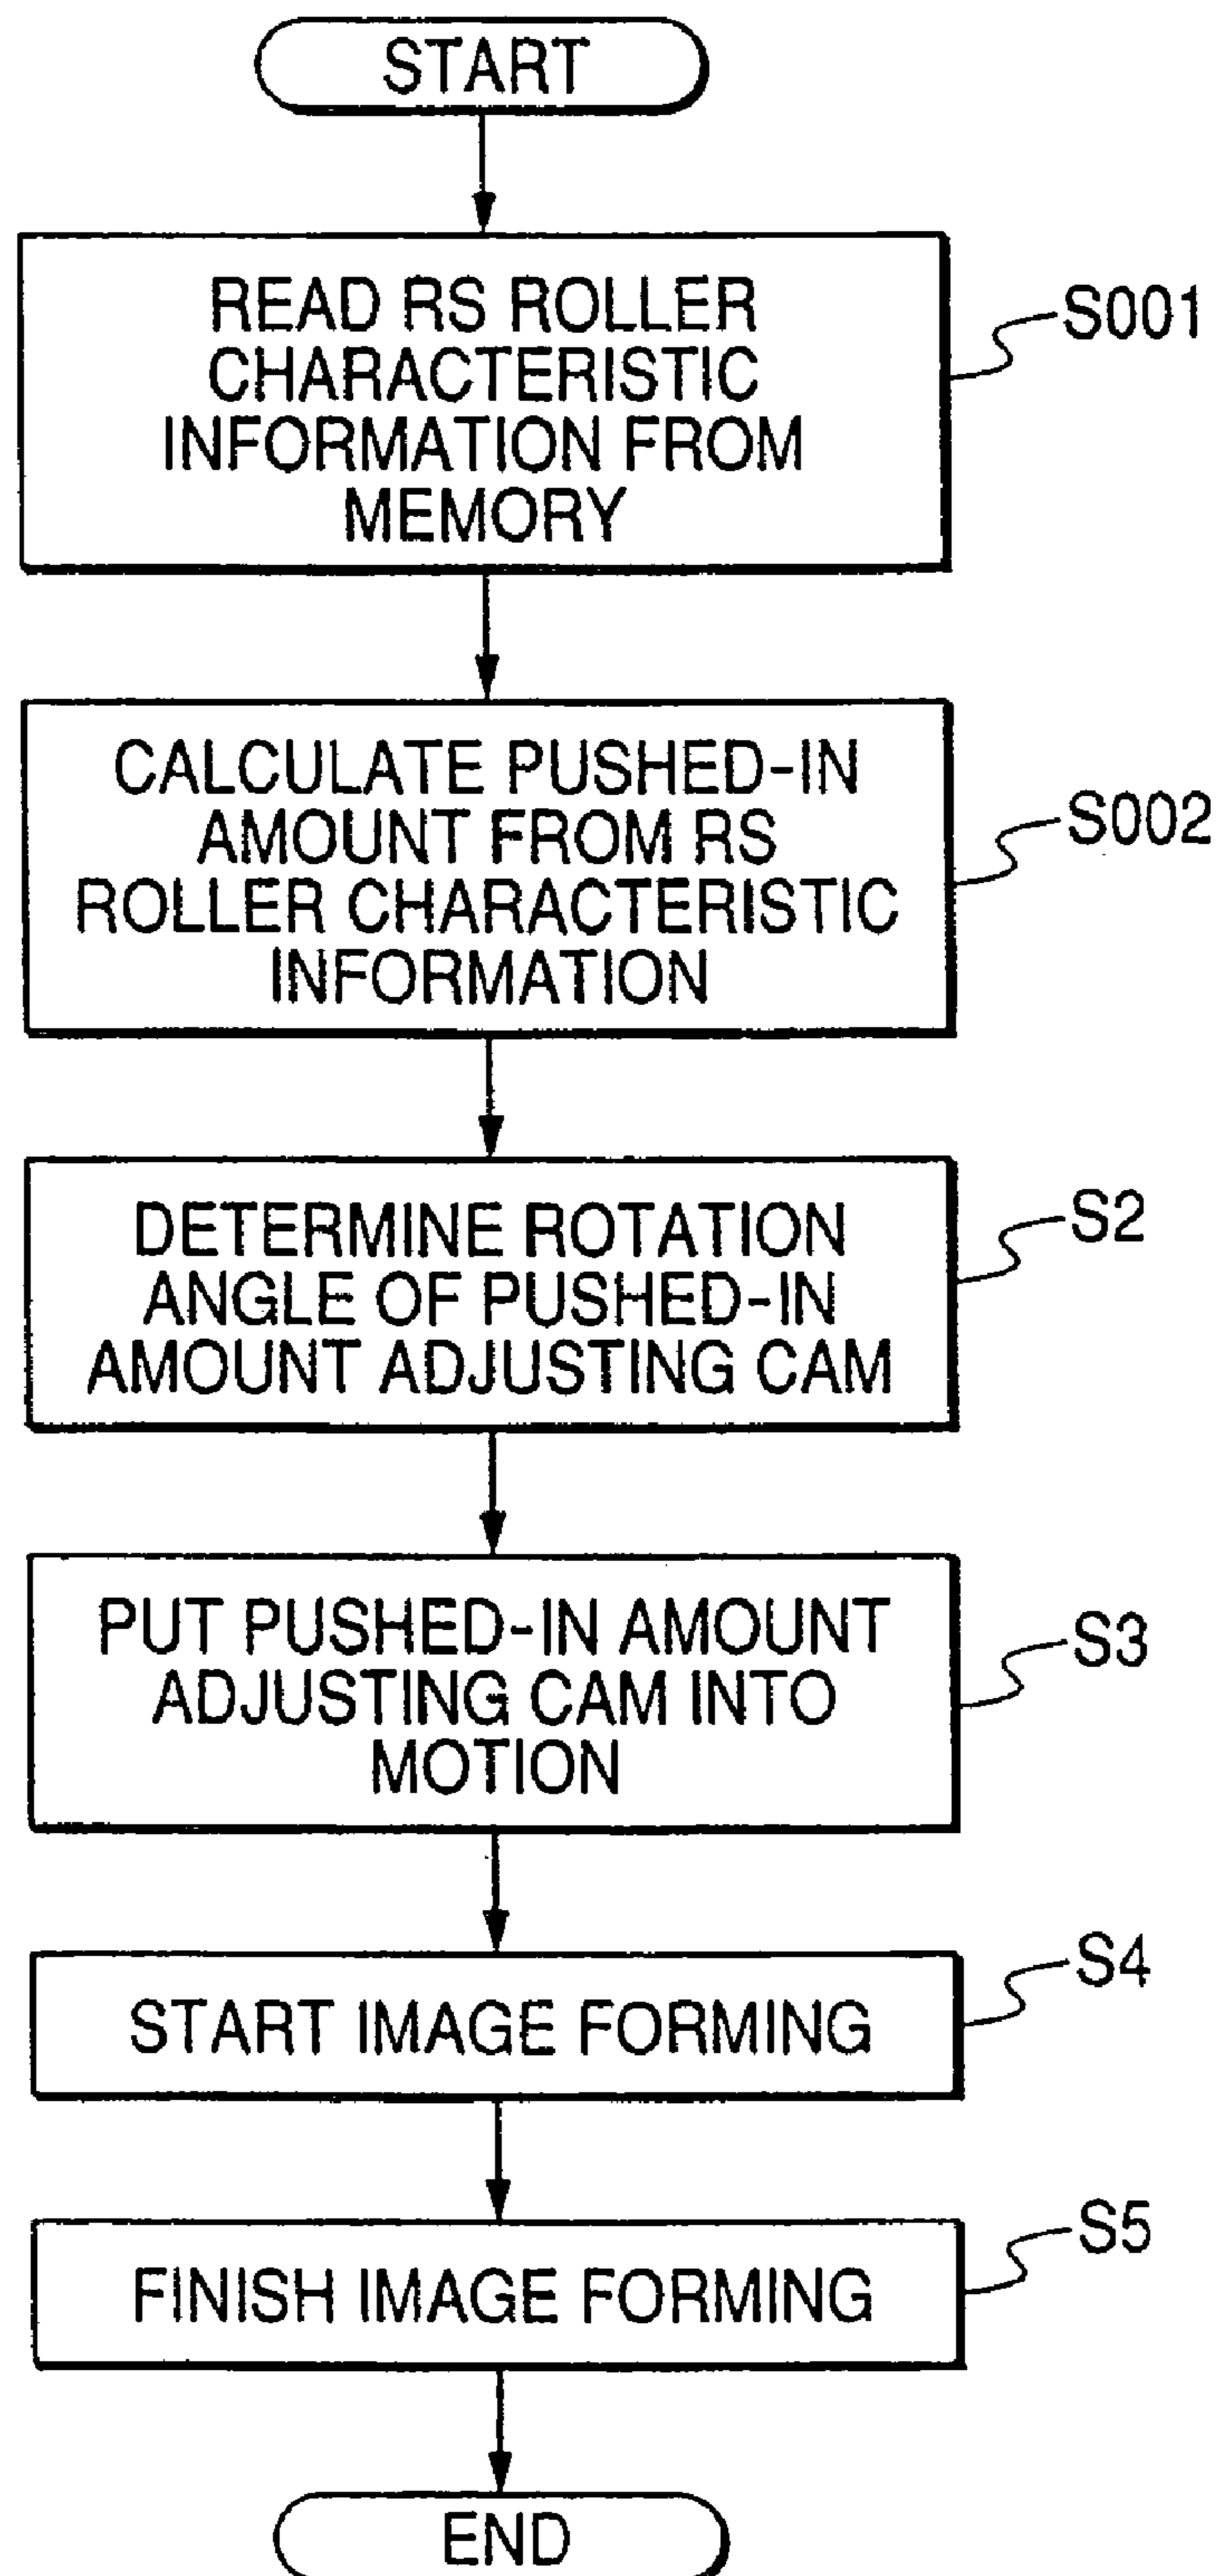 START
READ RS ROLLER
CHARACTERISTIC
INFORMATION FROM
MEMORY
S001
CALCULATE PUSHED-IN
AMOUNT FROM RS
ROLLER CHARACTERISTIC
INFORMATION
S002
DETERMINE ROTATION
ANGLE OF PUSHED-IN
AMOUNT ADJUSTING CAM
S2
PUT PUSHED-IN AMOUNT
ADJUSTING CAM INTO
MOTION
S3
START IMAGE FORMING
S4
FINISH IMAGE FORMING
S5
END